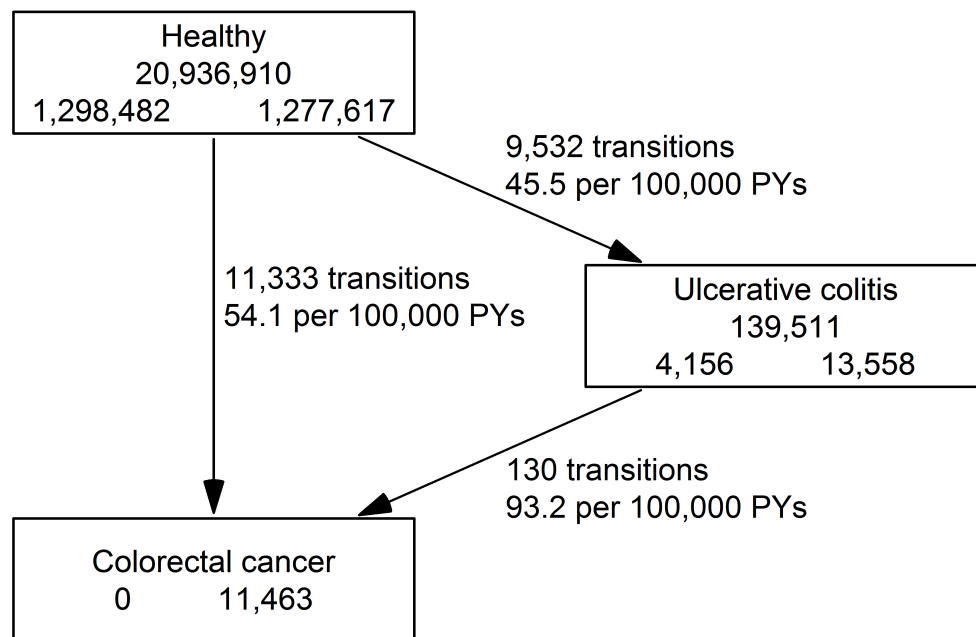 Healthy
20,936,910
1,298,482 1,277,617
9,532 transitions
45.5 per 100,000 PYs
11,333 transitions
54.1 per 100,000 PYs
Ulcerative colitis
139,511
4,156 13,558
130 transitions
93.2 per 100,000 PYs
Colorectal cancer
0 11,463